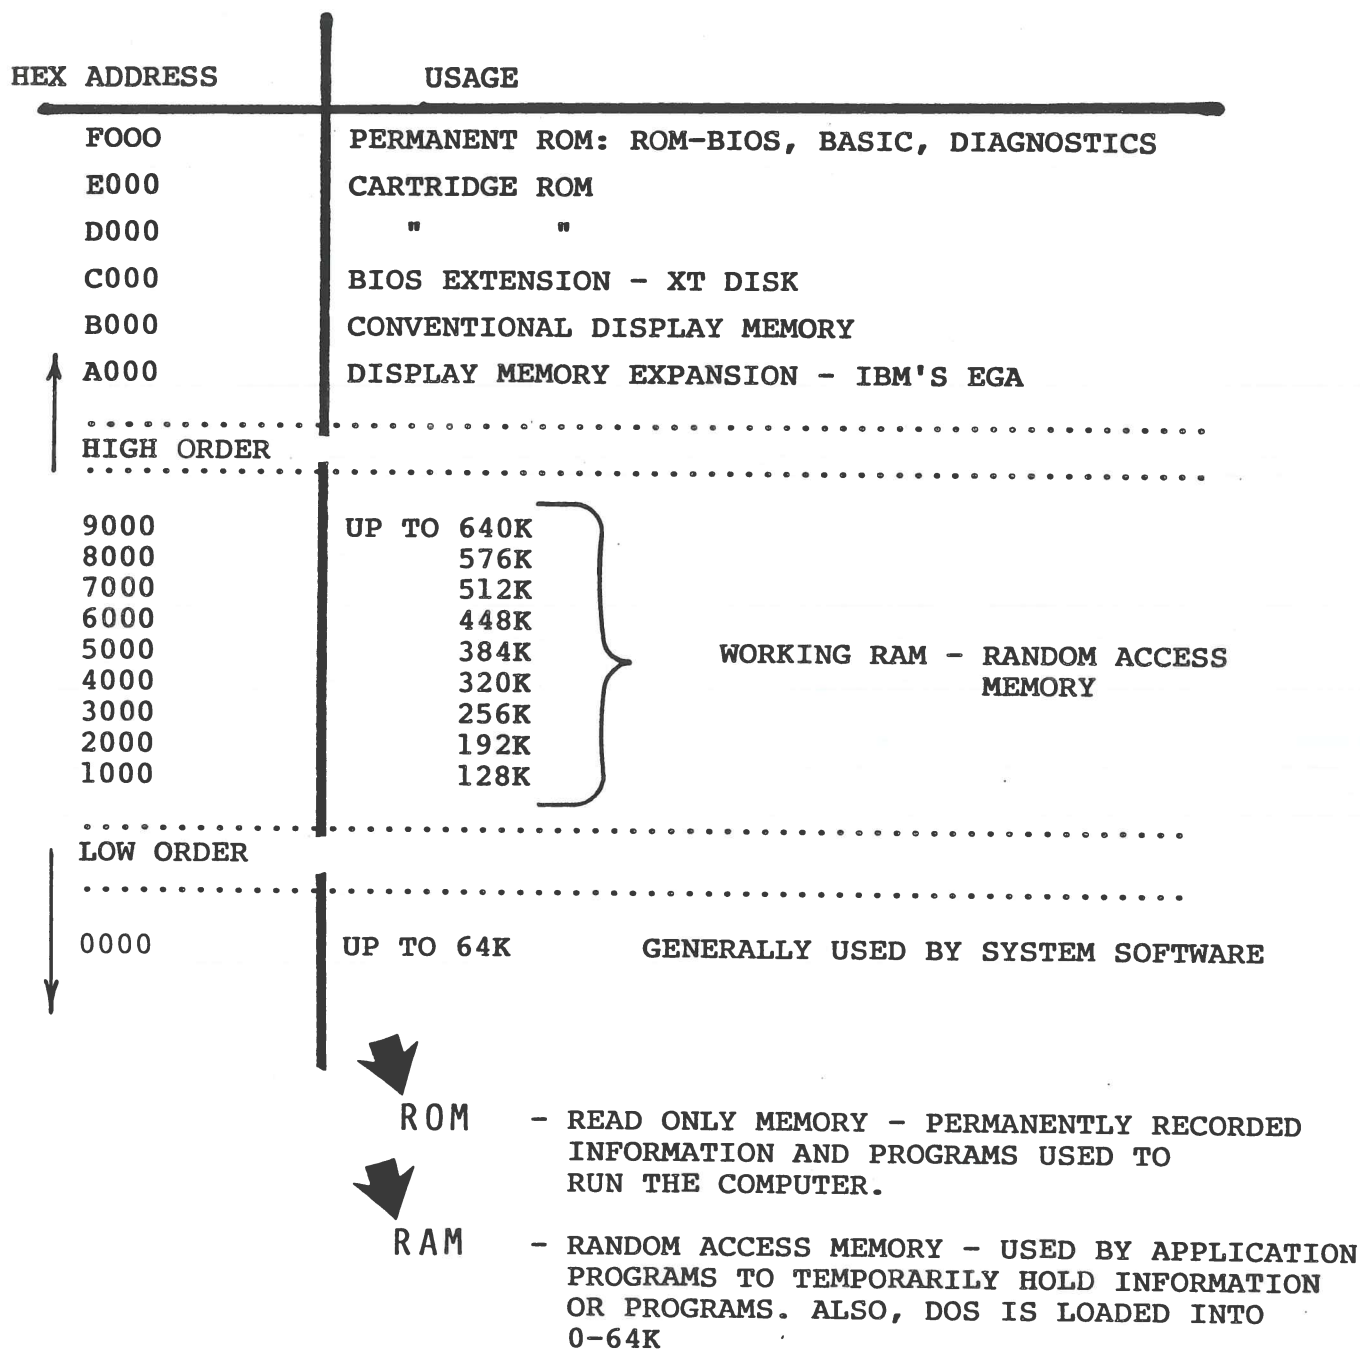 HEX ADDRESS USAGE
F000 PERMANENT ROM: ROM-BIOS, BASIC, DIAGNOSTICS
E000 CARTRIDGE ROM
D000 " "
C000 BIOS EXTENSION - XT DISK
B000 CONVENTIONAL DISPLAY MEMORY
A000 DISPLAY MEMORY EXPANSION - IBM'S EGA
HIGH ORDER
9000 UP TO 640K
8000 576K
7000 512K
6000 448K
5000 384K WORKING RAM - RANDOM ACCESS
4000 320K MEMORY
3000 256K
2000 192K
1000 128K
LOW ORDER
0000 UP TO 64K GENERALLY USED BY SYSTEM SOFTWARE
ROM - READ ONLY MEMORY - PERMANENTLY RECORDED
INFORMATION AND PROGRAMS USED TO
RUN THE COMPUTER.
RAM - RANDOM ACCESS MEMORY - USED BY APPLICATION
PROGRAMS TO TEMPORARILY HOLD INFORMATION
OR PROGRAMS. ALSO, DOS IS LOADED INTO
0-64K